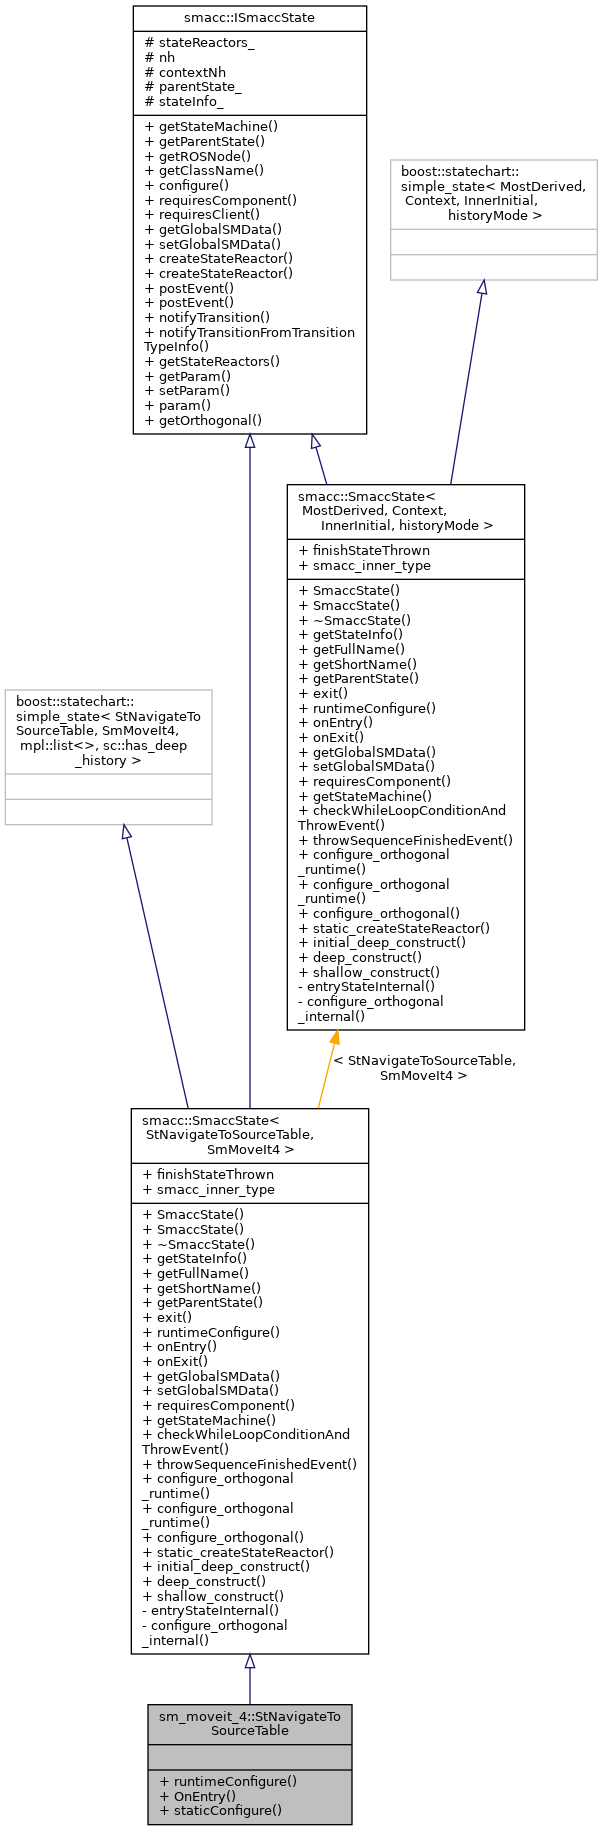 smacc::ISmaccState
# stateReactors_
# nh
# contextNh
# parentState_
# stateInfo_
+ getStateMachine()
+ getParentState()
+ getROSNode()
+ getClassName()
+ configure()
+ requiresComponent()
+ requiresClient()
+ getGlobalSMData()
+ setGlobalSMData()
+ createStateReactor()
+ createStateReactor()
+ postEvent()
+ postEvent()
+ notifyTransition()
+ notifyTransitionFromTransition
TypeInfo()
+ getStateReactors()
+ getParam()
+ setParam()
+ param()
+ getOrthogonal()
boost::statechart::
simple_state< MostDerived,
Context, InnerInitial,
historyMode >
smacc::SmaccState<
MostDerived, Context,
InnerInitial, historyMode >
+ finishStateThrown
+ smacc_inner_type
+ SmaccState()
+ SmaccState()
+ ~SmaccState()
+ getStateInfo()
+ getFullName()
+ getShortName()
+ getParentState()
+ exit()
+ runtimeConfigure()
+ onEntry()
+ onExit()
+ getGlobalSMData()
+ setGlobalSMData()
+ requiresComponent()
+ getStateMachine()
+ checkWhileLoopConditionAnd
ThrowEvent()
+ throwSequenceFinishedEvent()
+ configure_orthogonal
_runtime()
+ configure_orthogonal
_runtime()
+ configure_orthogonal()
+ static_createStateReactor()
+ initial_deep_construct()
+ deep_construct()
+ shallow_construct()
- entryStateInternal()
- configure_orthogonal
_internal()
boost::statechart::
simple_state< StNavigateTo
SourceTable, SmMoveIt4,
mpl::list<>, sc::has_deep
_history >
< StNavigateToSourceTable,
SmMoveIt4 >
smacc::SmaccState<
StNavigateToSourceTable,
SmMoveIt4 >
+ finishStateThrown
+ smacc_inner_type
+ SmaccState()
+ SmaccState()
+ ~SmaccState()
+ getStateInfo()
+ getFullName()
+ getShortName()
+ getParentState()
+ exit()
+ runtimeConfigure()
+ onEntry()
+ onExit()
+ getGlobalSMData()
+ setGlobalSMData()
+ requiresComponent()
+ getStateMachine()
+ checkWhileLoopConditionAnd
ThrowEvent()
+ throwSequenceFinishedEvent()
+ configure_orthogonal
_runtime()
+ configure_orthogonal
_runtime()
+ configure_orthogonal()
+ static_createStateReactor()
+ initial_deep_construct()
+ deep_construct()
+ shallow_construct()
- entryStateInternal()
- configure_orthogonal
_internal()
sm_moveit_4::StNavigateTo
SourceTable
+ runtimeConfigure()
+ OnEntry()
+ staticConfigure()